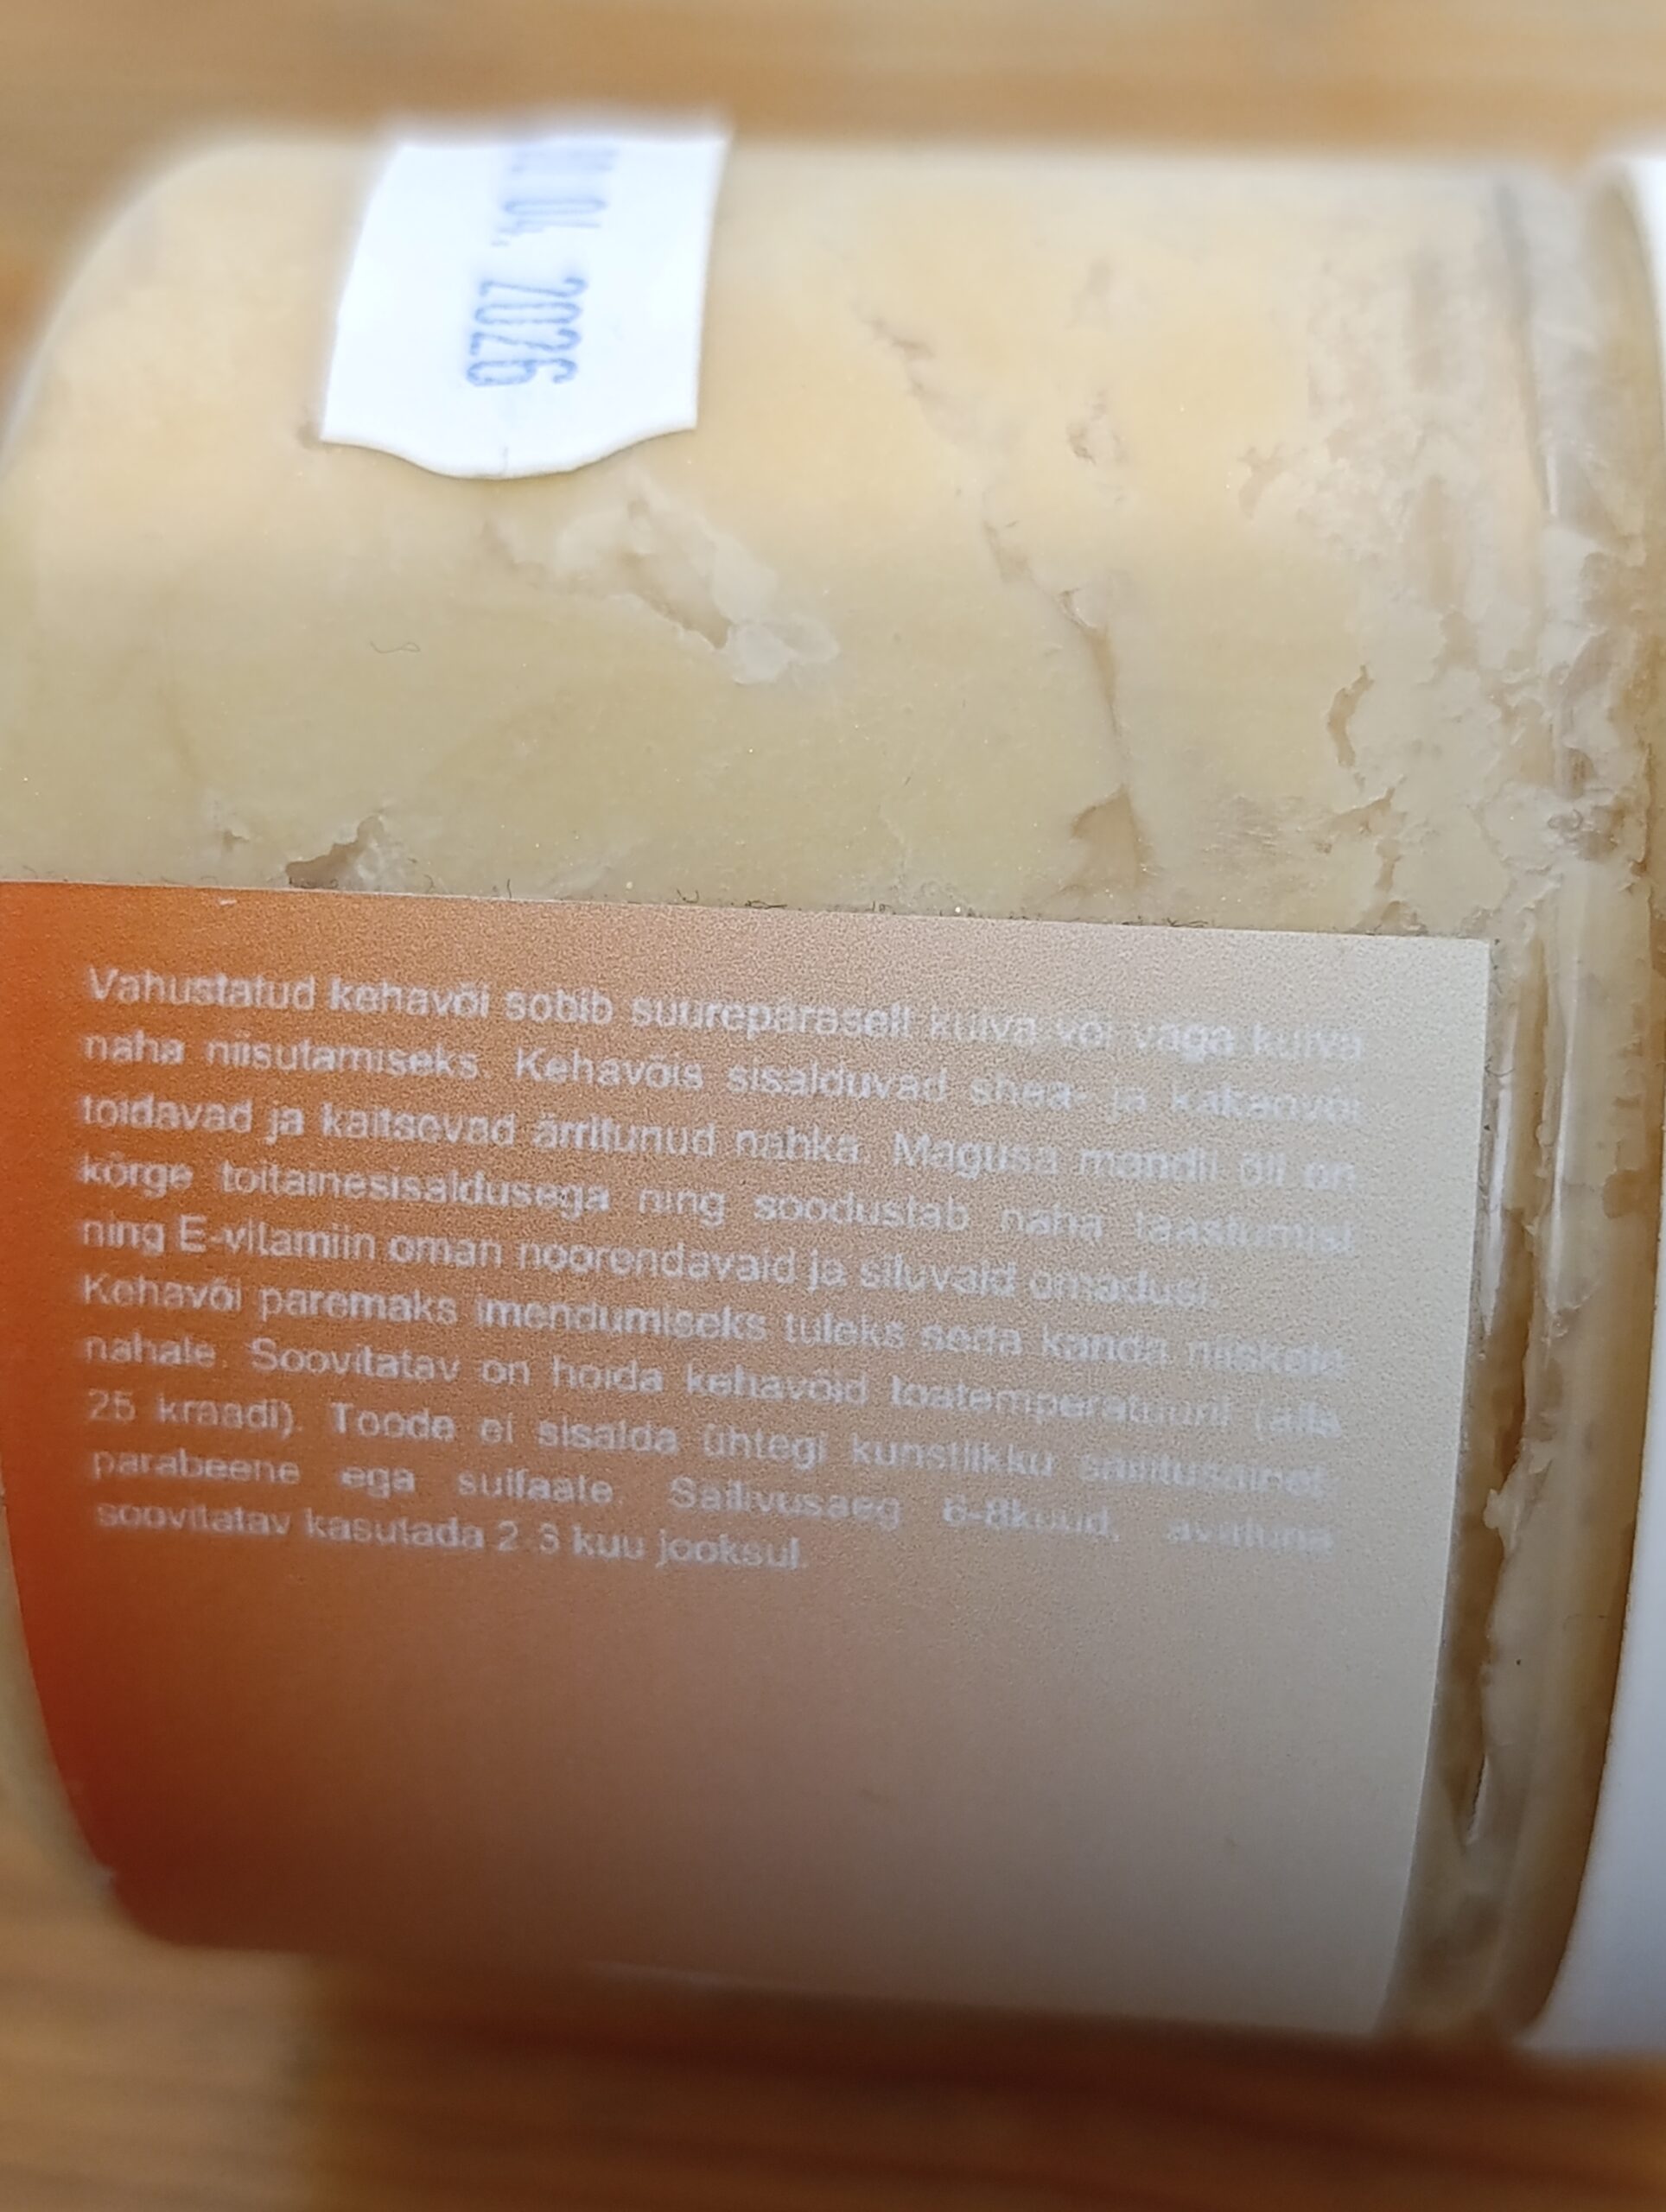 04. 2026
Vahustatud kehavõi sobib suurepäraselt kuiva või väga kuiva
naha niisutamiseks. Kehavõis sisalduvad shea- ja kakaovõi
toidavad ja kaitsevad ärritunud nahka. Magusa mandli õli on
kõrge toitainesisaldusega ning soodustab naha taastumist
ning E-vitamiin oman noorendavaid ja siluvaid omadusi.
Kehavõi paremaks imendumiseks tuleks seda kanda niiskele
nahale. Soovitatav on hoida kehavõid toatemperatuuril (alla
25 kraadi). Toode ei sisalda ühtegi kunstlikku säilitusainet,
parabeene ega sulfaate. Säilivusaeg 6-8kuud, avatuna
soovitatav kasutada 2-3 kuu jooksul.